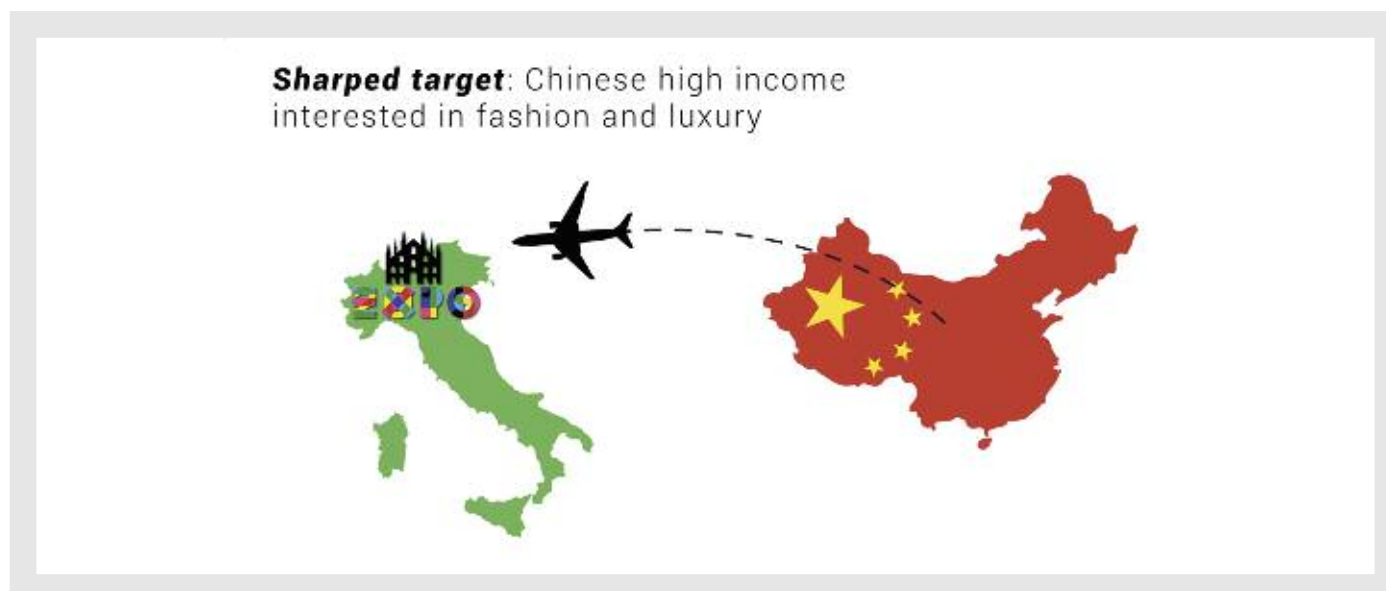 Sharped target: Chinese high income
interested in fashion and luxury
EXPO